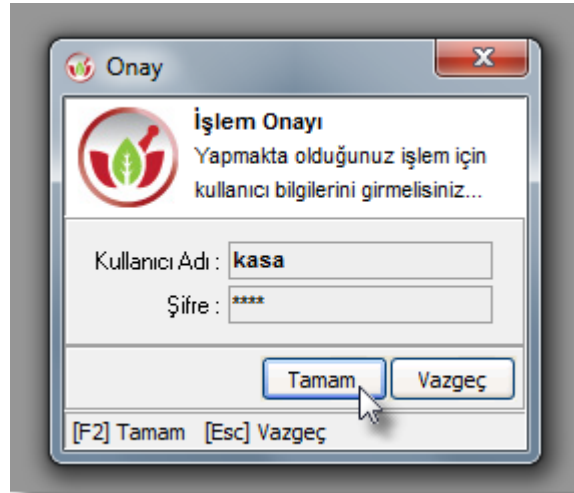 Onay
İşlem Onayı
Yapmakta olduğunuz işlem için
kullanıcı bilgilerini girmelisiniz...
Kullanıcı Adı : kasa
Şifre : ****
Tamam Vazgeç
[F2] Tamam [Esc] Vazgeç